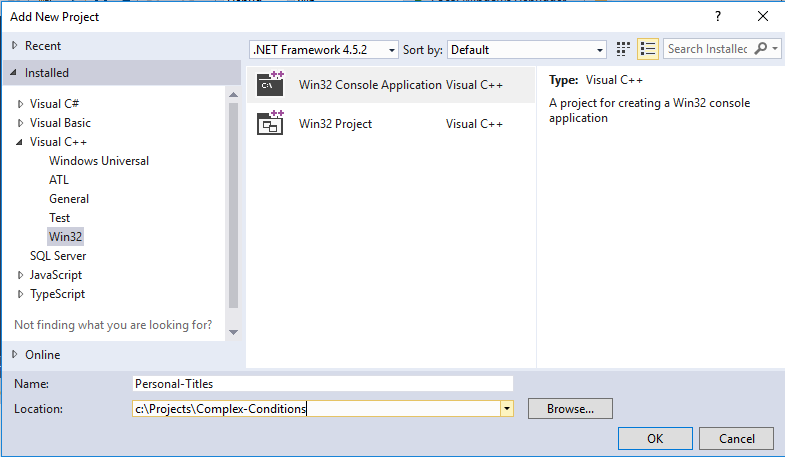 Add New Project
?
Recent
.NET Framework 4.5.2 Sort by: Default Search Installed
Installed
Visual C#
Visual Basic
Visual C++
Windows Universal
ATL
General
Test
Win32
SQL Server
JavaScript
TypeScript
Not finding what you are looking for?
Online
C:\ Win32 Console Application Visual C++
Win32 Project Visual C++
Type: Visual C++
A project for creating a Win32 console
application
Name: Personal-Titles
Location: c:\Projects\Complex-Conditions
Browse...
OK Cancel